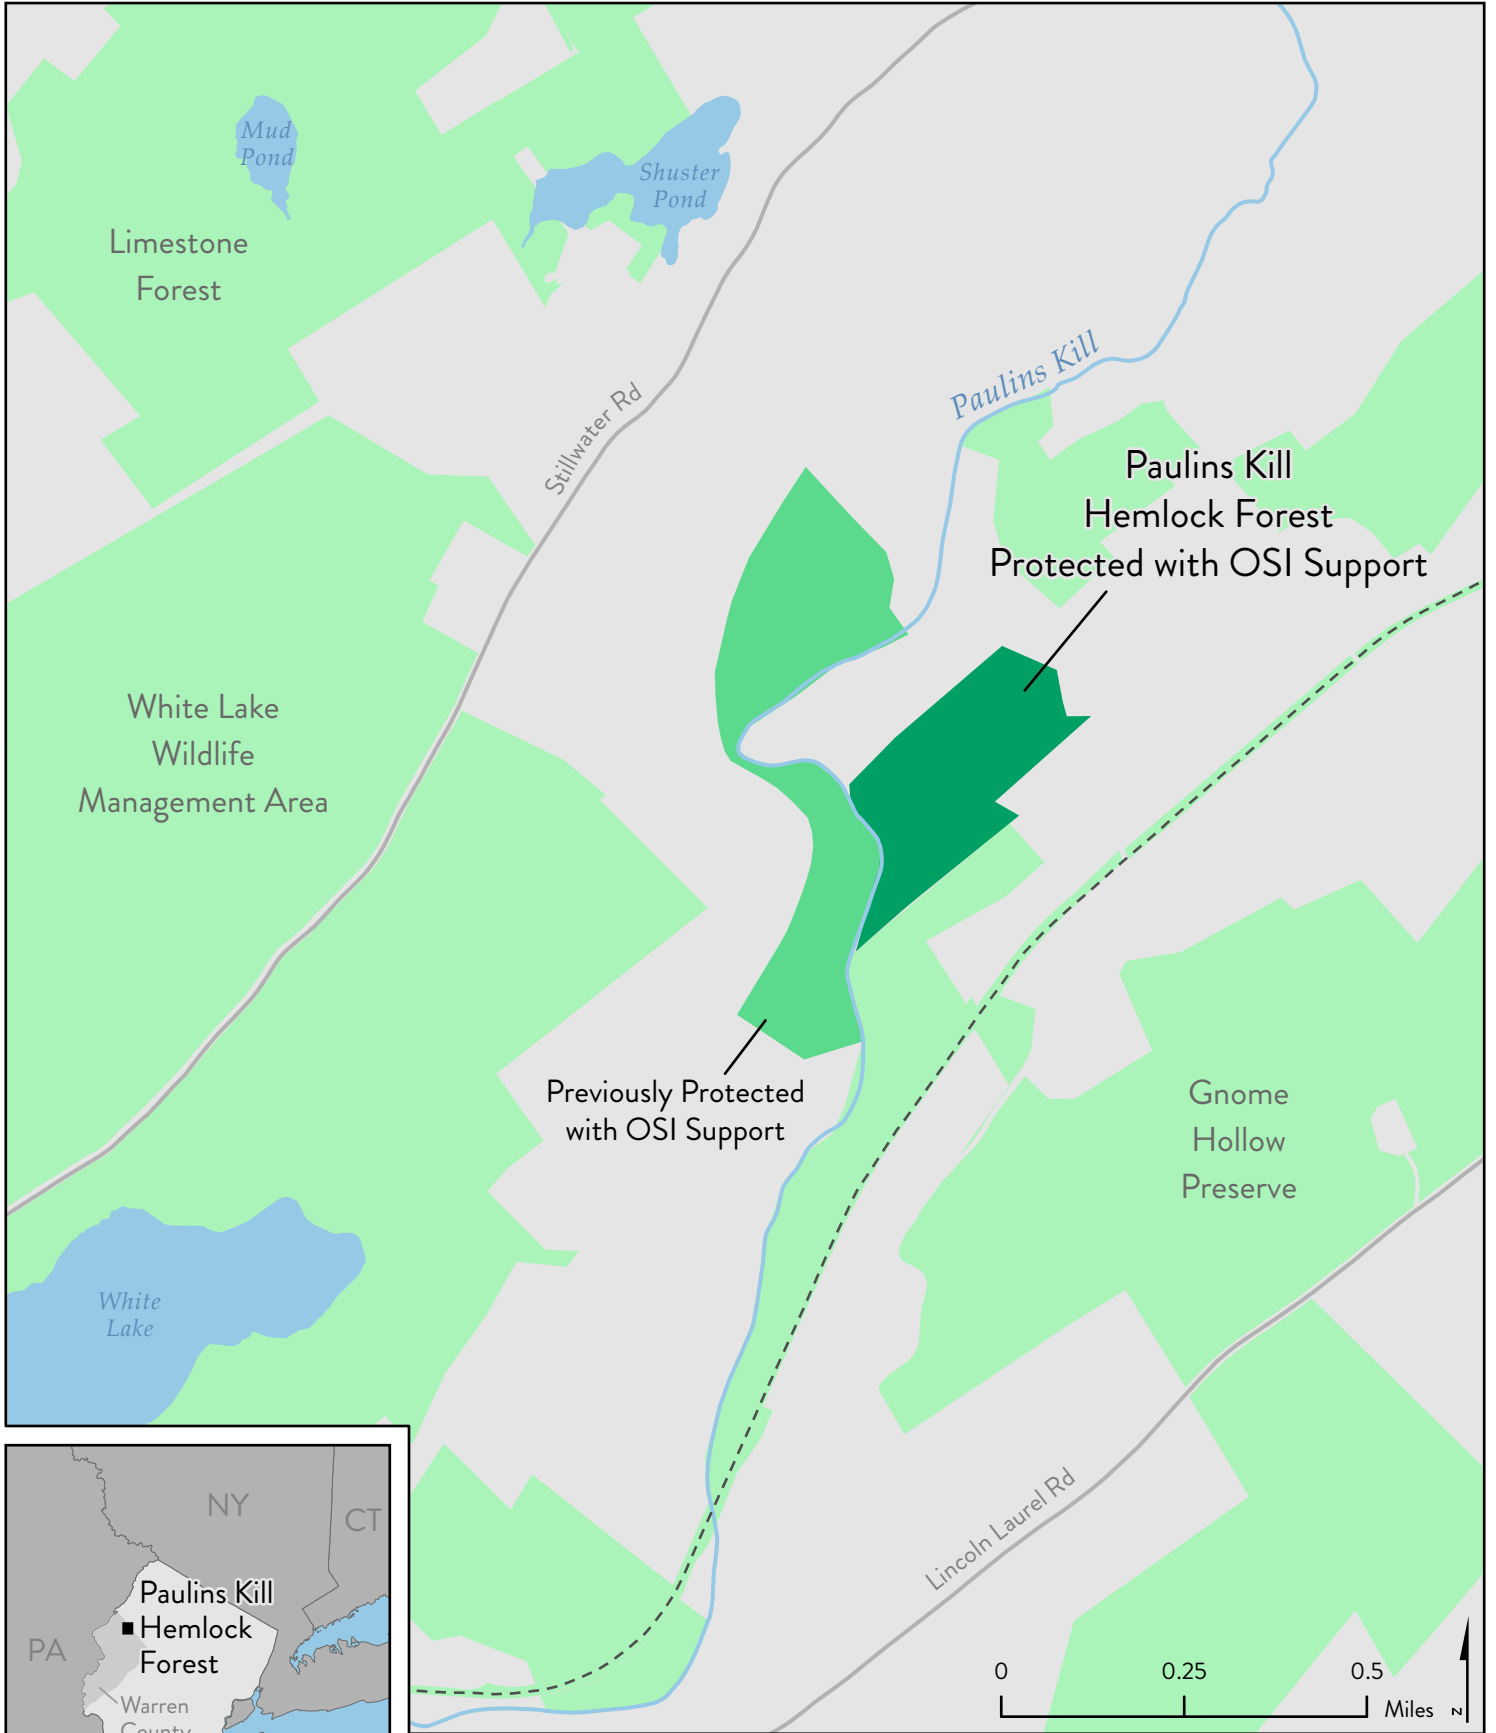 Mud
Pond
Shuster
Pond
Limestone
Forest
Paulins Kill
Stillwater Rd
Paulins Kill
Hemlock Forest
Protected with OSI Support
White Lake
Wildlife
Management Area
Previously Protected
with OSI Support
Gnome
Hollow
Preserve
White
Lake
Lincoln Laurel Rd
NY
CT
PA
Paulins Kill
Hemlock
Forest
Warren
County
0 0.25 0.5
Miles
N